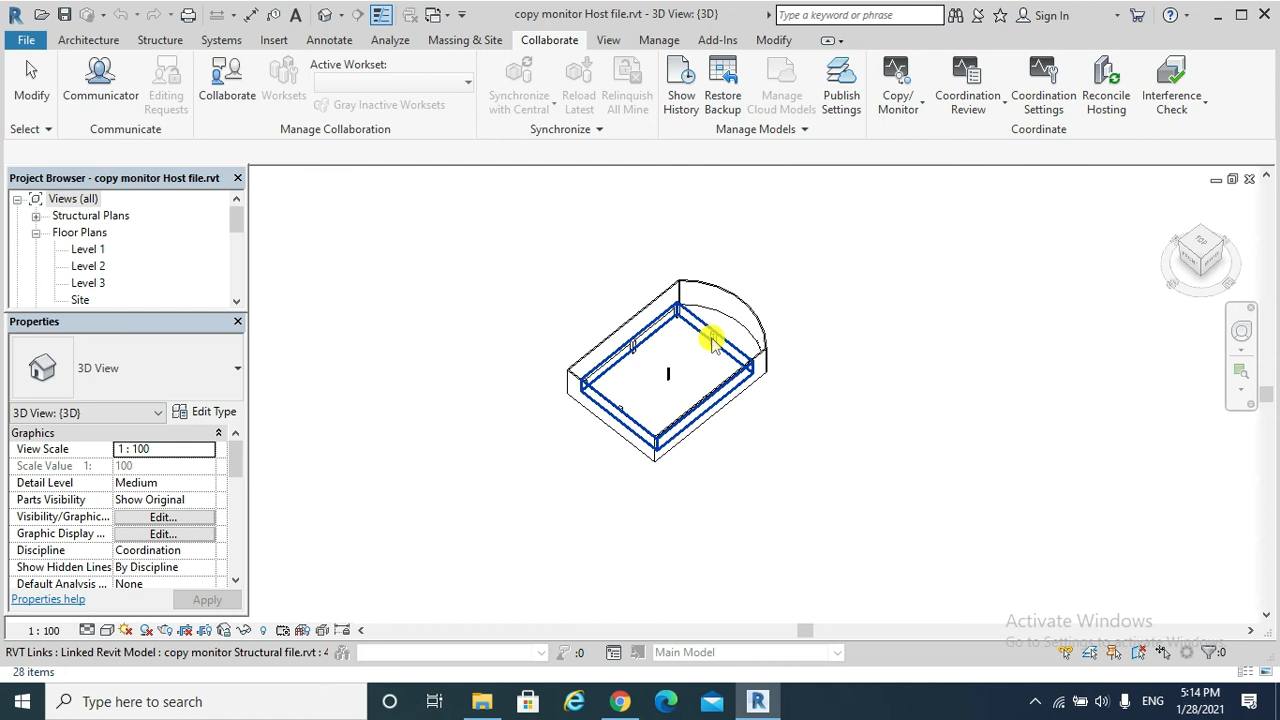 copy monitor Host file.rvt - 3D View: {3D}
Type a keyword or phrase
Sign In
File Architecture Structure Systems Insert Annotate Analyze Massing & Site Collaborate View Manage Add-Ins Modify
Modify
Communicator
Editing Requests
Collaborate
Worksets
Active Workset:
Gray Inactive Worksets
Synchronize with Central
Reload Latest
Relinquish All Mine
Show History
Restore Backup
Manage Cloud Models
Publish Settings
Copy/ Monitor
Coordination Review
Coordination Settings
Reconcile Hosting
Interference Check
Select
Communicate
Manage Collaboration
Synchronize
Manage Models
Coordinate
Project Browser - copy monitor Host file.rvt
Views (all)
Structural Plans
Floor Plans
Level 1
Level 2
Level 3
Site
Properties
3D View
3D View: {3D}
Edit Type
Graphics
View Scale 1 : 100
Scale Value 1: 100
Detail Level Medium
Parts Visibility Show Original
Visibility/Graphic... Edit...
Graphic Display ... Edit...
Discipline Coordination
Show Hidden Lines By Discipline
Default Analysis ... None
Properties help
Apply
TOP
Activate Windows
Go to Settings to activate Windows.
1 : 100
RVT Links : Linked Revit Model : copy monitor Structural file.rvt : 4
:0
Main Model
:0
28 items
Type here to search
ENG
5:14 PM
1/28/2021